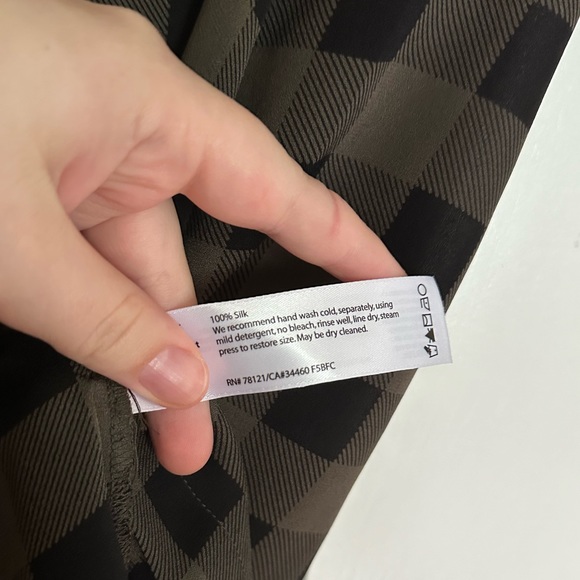 100% Silk
We recommend hand wash cold, separately, using
mild detergent, no bleach, rinse well, line dry, steam
press to restore size. May be dry cleaned.
RN# 78121/CA#34460 F5BFC